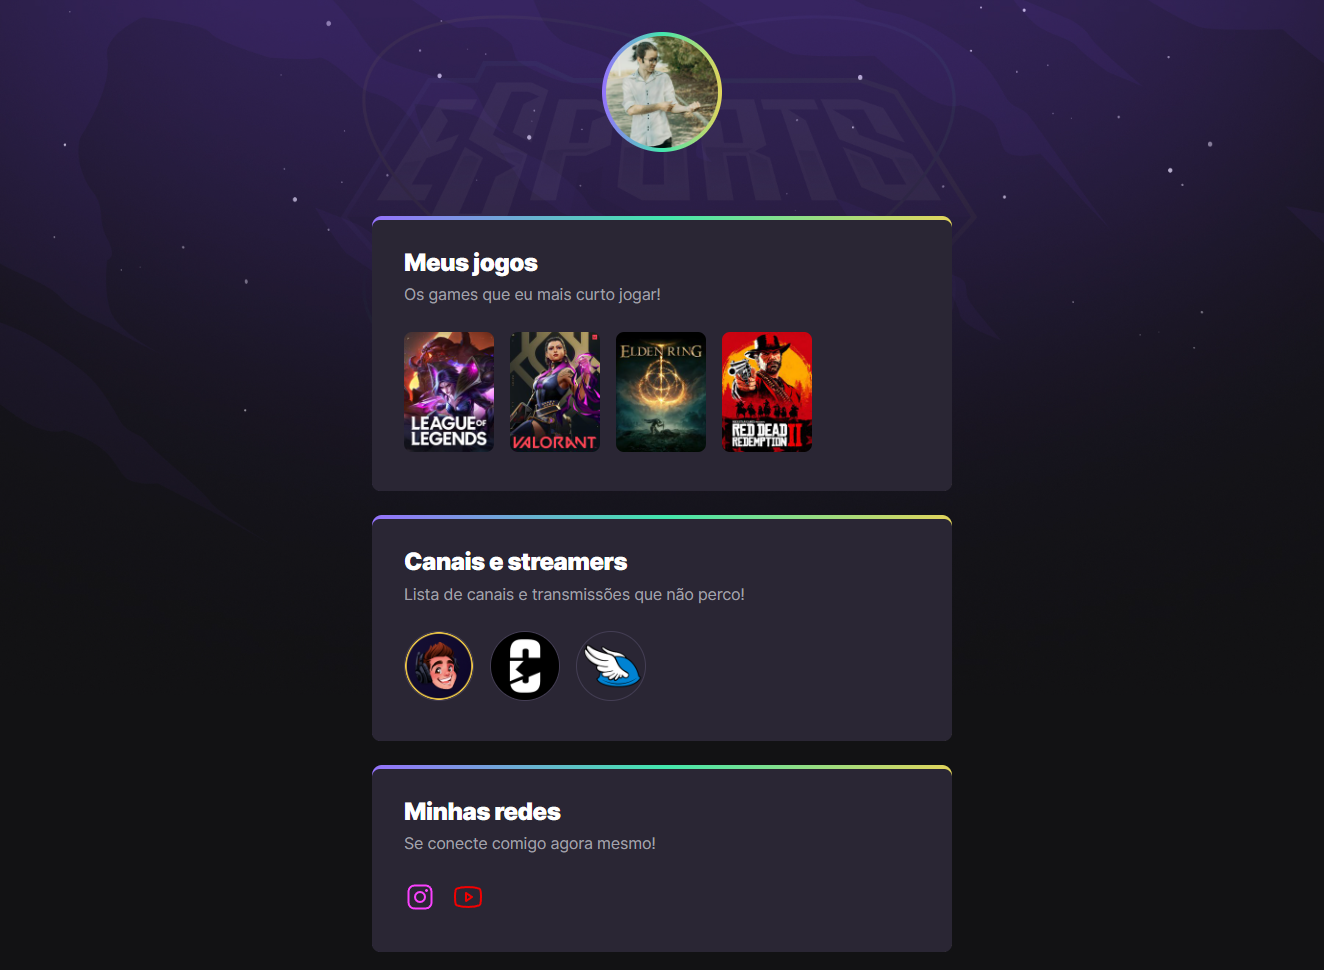 ESPORTS
Meus jogos
Os games que eu mais curto jogar!
LEAGUE OF
LEGENDS
VALORANT
ELDEN RING
RED DEAD
REDEMPTION II
Canais e streamers
Lista de canais e transmissões que não perco!
Minhas redes
Se conecte comigo agora mesmo!